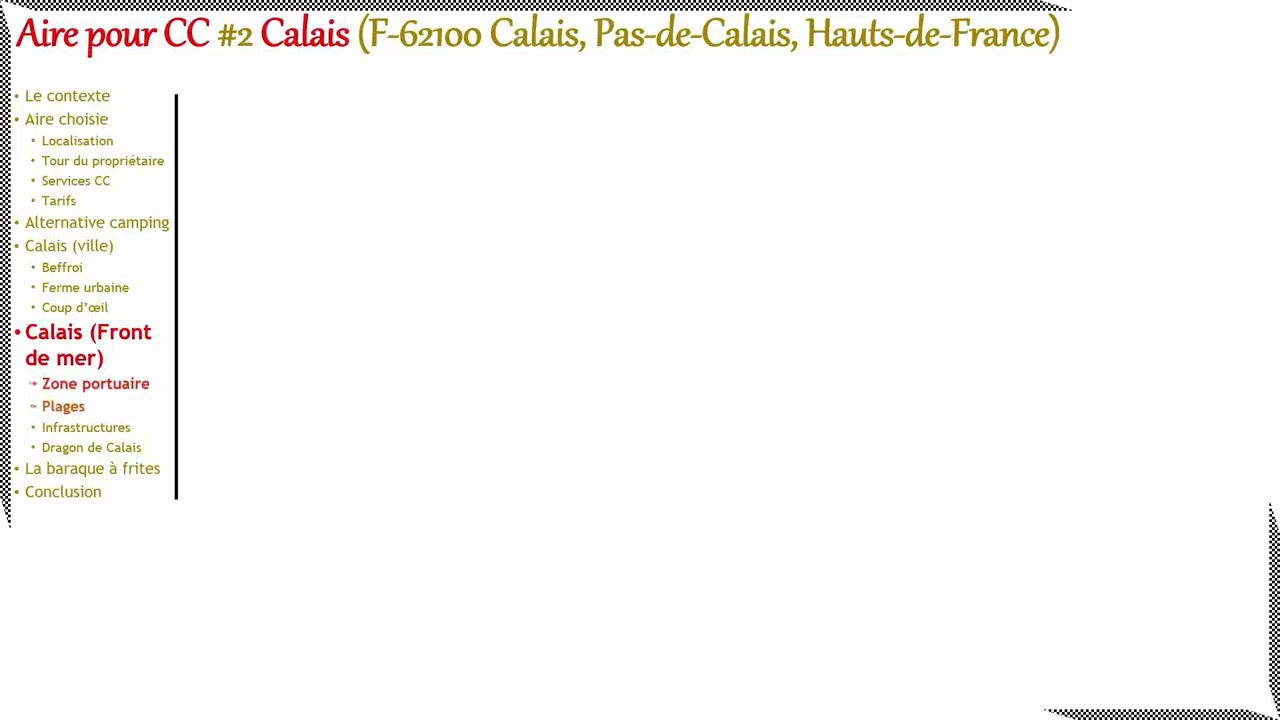 Aire pour CC #2 Calais (F-62100 Calais, Pas-de-Calais, Hauts-de-France)
• Le contexte
• Aire choisie
• Localisation
• Tour du propriétaire
• Services CC
• Tarifs
• Alternative camping
• Calais (ville)
• Beffroi
• Ferme urbaine
• Coup d’œil
• Calais (Front
de mer)
• Zone portuaire
• Plages
• Infrastructures
• Dragon de Calais
• La baraque à frites
• Conclusion